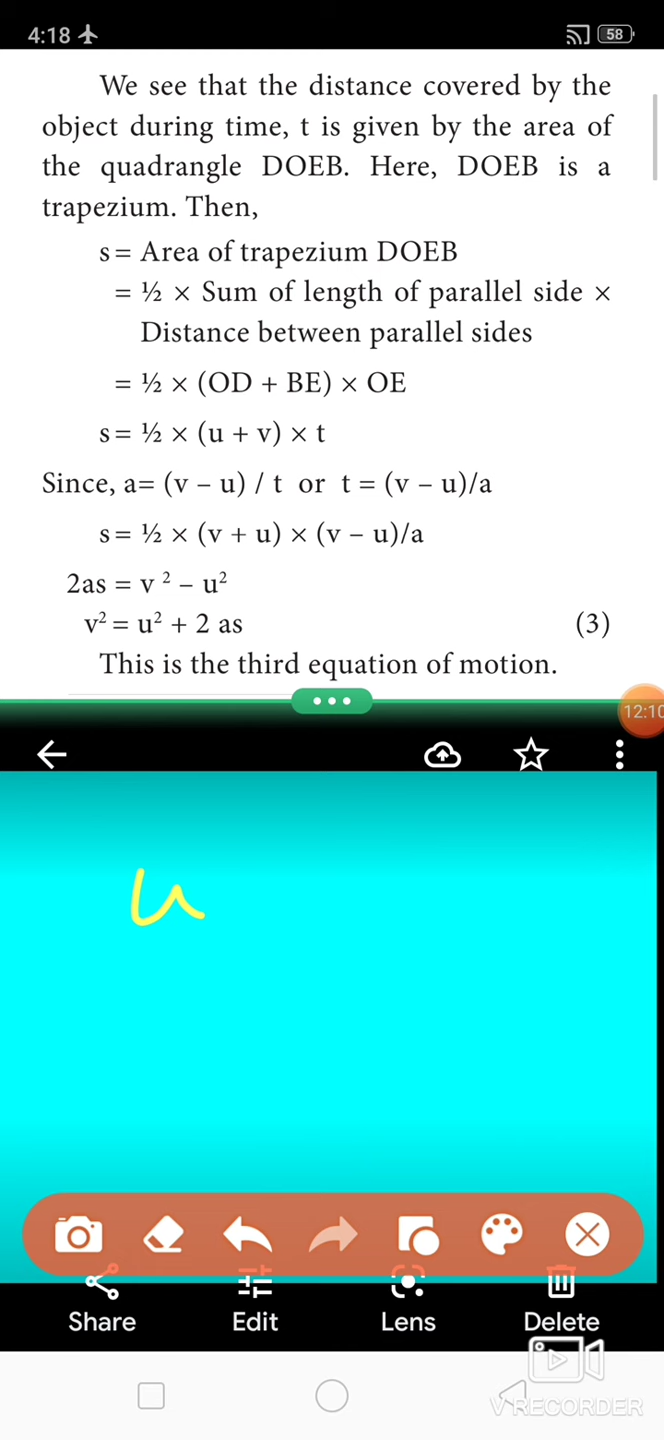 4:18
58
We see that the distance covered by the
object during time, t is given by the area of
the quadrangle DOEB. Here, DOEB is a
trapezium. Then,
s = Area of trapezium DOEB
= ½ × Sum of length of parallel side ×
Distance between parallel sides
= ½ × (OD + BE) × OE
s = ½ × (u + v) × t
Since, a= (v – u) / t or t = (v – u)/a
s = ½ × (v + u) × (v – u)/a
2as = v ² – u²
v² = u² + 2 as (3)
This is the third equation of motion.
12:10
u
Share Edit Lens Delete
V RECORDER